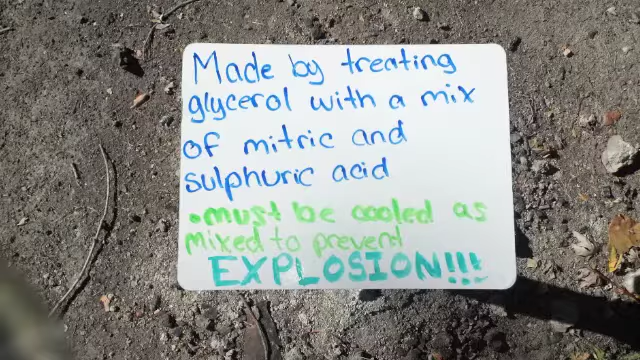 Made by treating
glycerol with a mix
of mitric and
sulphuric acid
•must be cooled as
mixed to prevent
EXPLOSION!!!